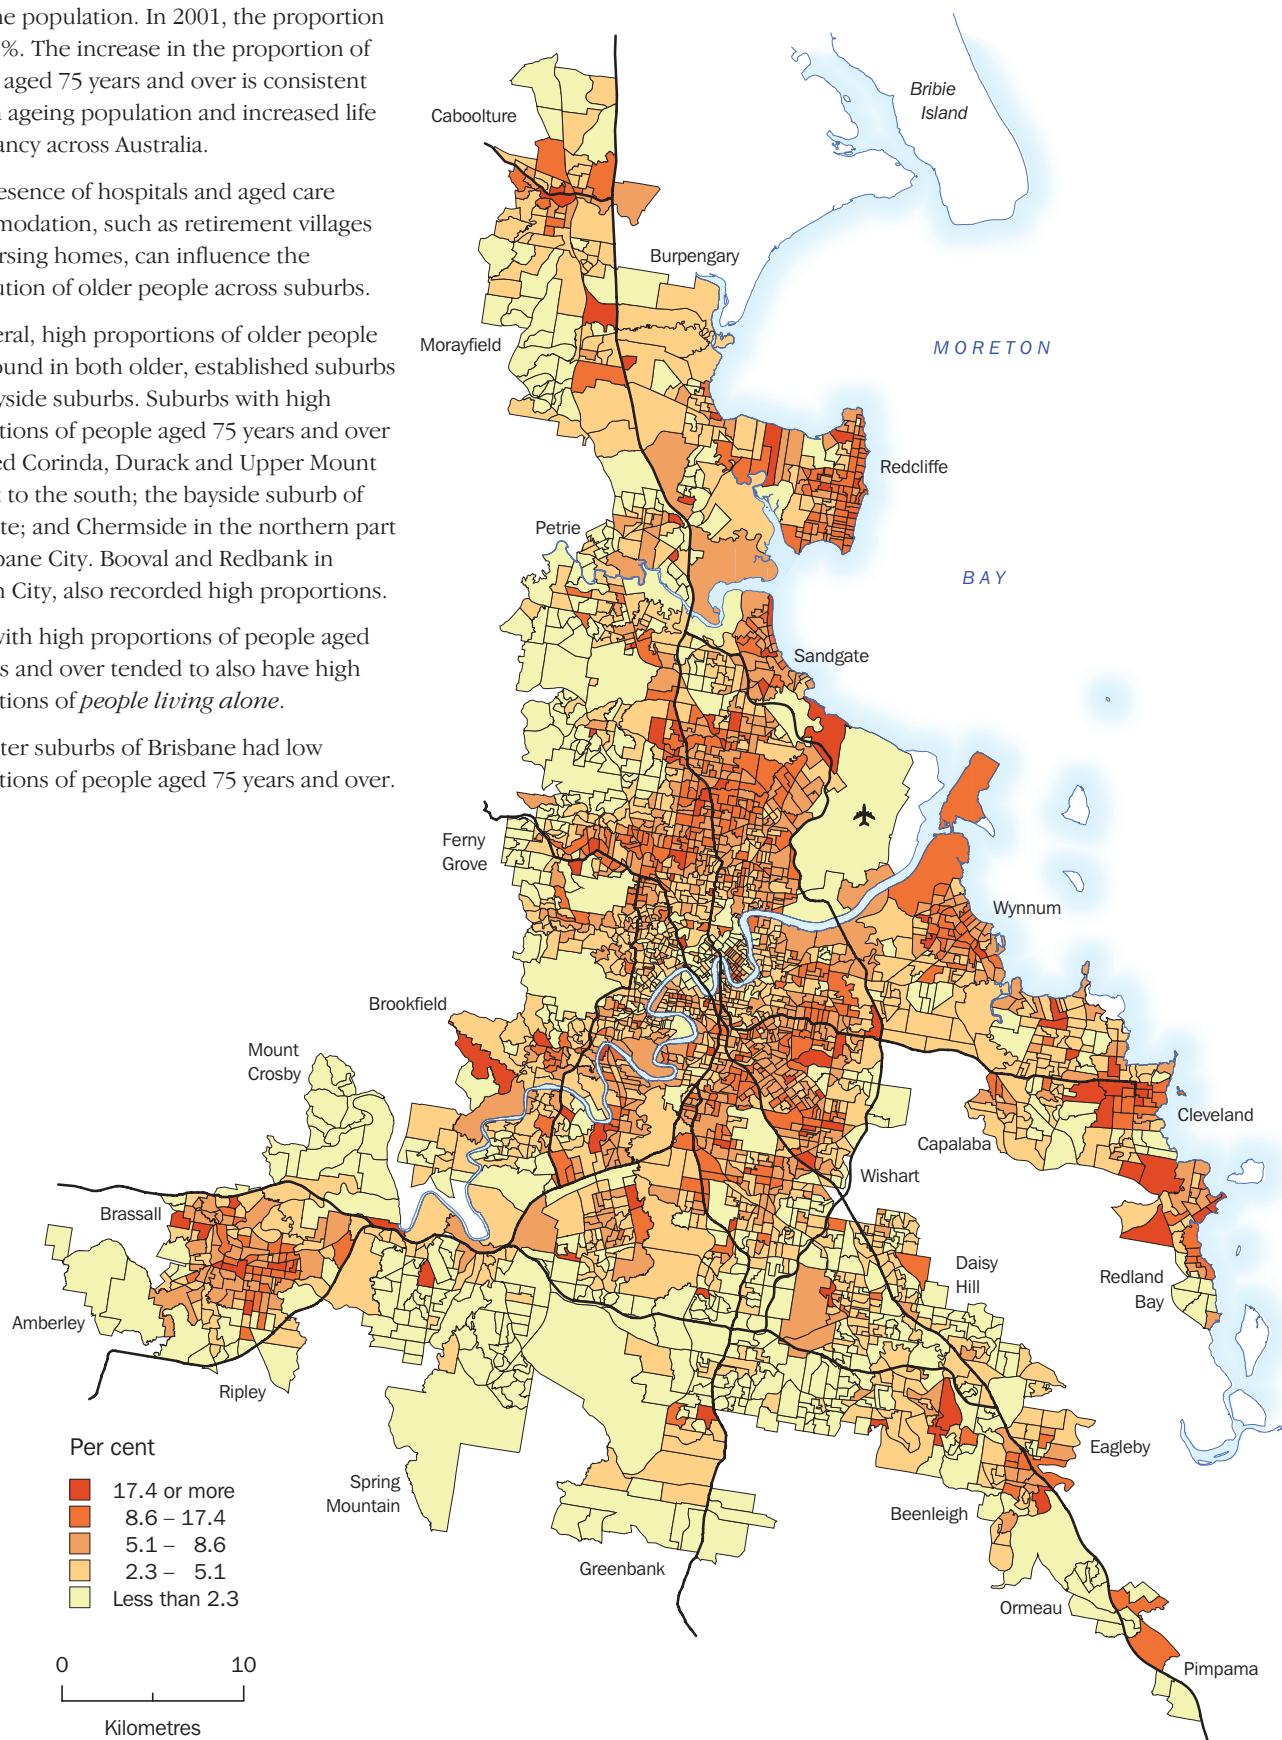 ne population. In 2001, the proportion
%. The increase in the proportion of
aged 75 years and over is consistent
ageing population and increased life
ancy across Australia.
esence of hospitals and aged care
modation, such as retirement villages
rsing homes, can influence the
ution of older people across suburbs.
eral, high proportions of older people
ound in both older, established suburbs
yside suburbs. Suburbs with high
tions of people aged 75 years and over
ed Corinda, Durack and Upper Mount
t to the south; the bayside suburb of
te; and Chermside in the northern part
bane City. Booval and Redbank in
n City, also recorded high proportions.
with high proportions of people aged
s and over tended to also have high
tions of people living alone.
ter suburbs of Brisbane had low
tions of people aged 75 years and over.
Caboolture
Bribie
Island
Burpengary
Morayfield
MORETON
Redcliffe
Petrie
BAY
Sandgate
Ferny
Grove
Wynnum
Brookfield
Mount
Crosby
Cleveland
Capalaba
Wishart
Brassall
Daisy
Hill
Redland
Bay
Amberley
Ripley
Eagleby
Spring
Mountain
Beenleigh
Greenbank
Ormeau
Pimpama
Per cent
17.4 or more
8.6 – 17.4
5.1 – 8.6
2.3 – 5.1
Less than 2.3
0 10
Kilometres